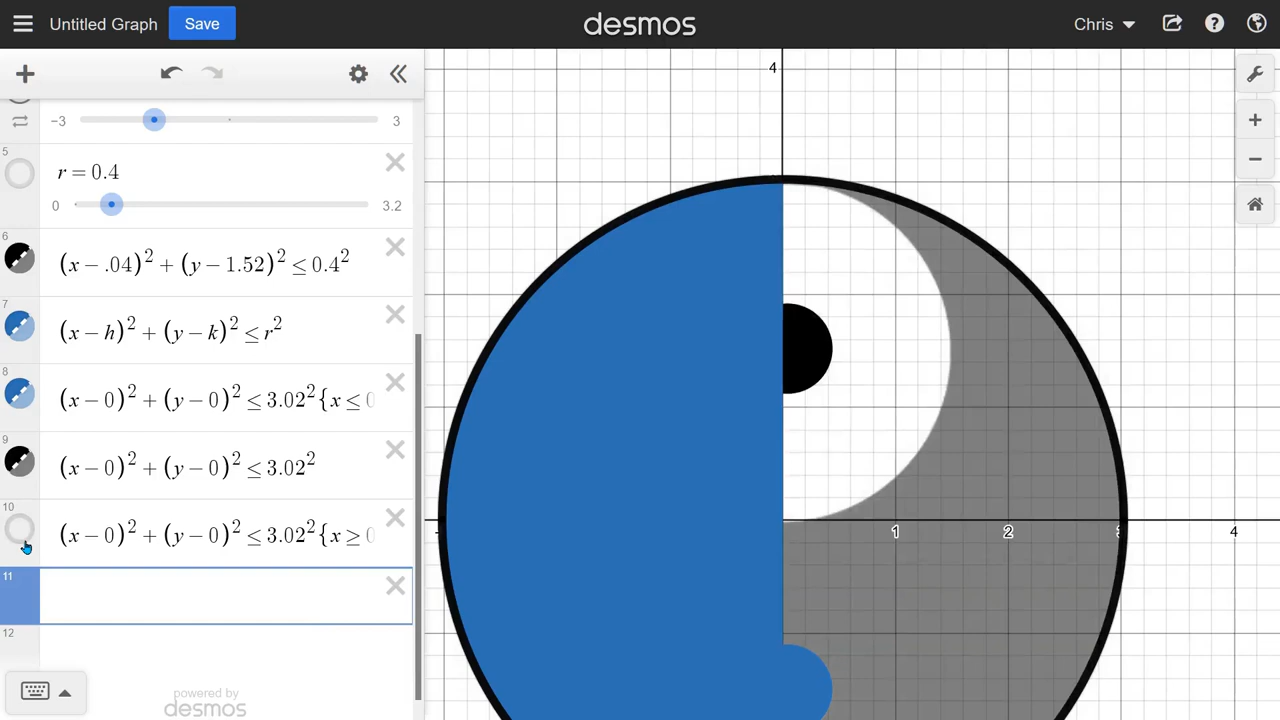 Untitled Graph Save desmos Chris
-3 3
5
r = 0.4
0 3.2
6
(x − .04)² + (y − 1.52)² ≤ 0.4²
7
(x − h)² + (y − k)² ≤ r²
8
(x − 0)² + (y − 0)² ≤ 3.02² {x ≤ 0
9
(x − 0)² + (y − 0)² ≤ 3.02²
10
(x − 0)² + (y − 0)² ≤ 3.02² {x ≥ 0
11
12
powered by
desmos
4
1 2 3 4